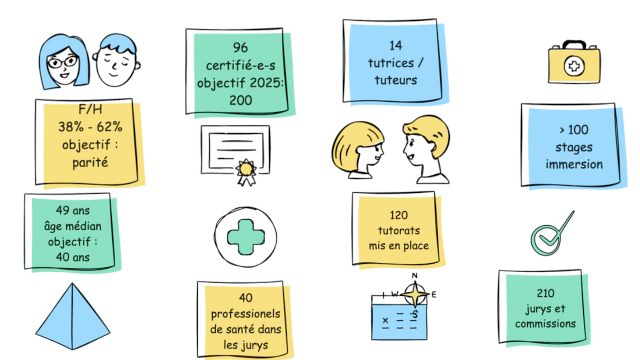 96
certifié-e-s
objectif 2025:
200
14
tutrices /
tuteurs
F/H
38% - 62%
objectif :
parité
> 100
stages
immersion
49 ans
âge médian
objectif :
40 ans
120
tutorats
mis en place
N
W E
S
x
40
professionels
de santé dans
les jurys
210
jurys et
commissions